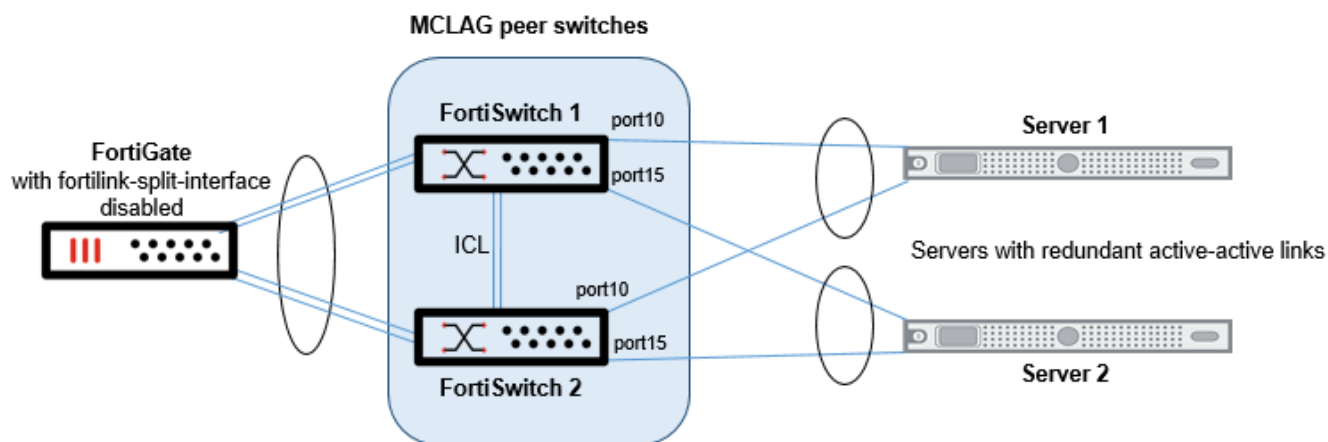 MCLAG peer switches
FortiGate
with fortilink-split-interface
disabled
FortiSwitch 1
port10
port15
ICL
port10
port15
FortiSwitch 2
Server 1
Servers with redundant active-active links
Server 2